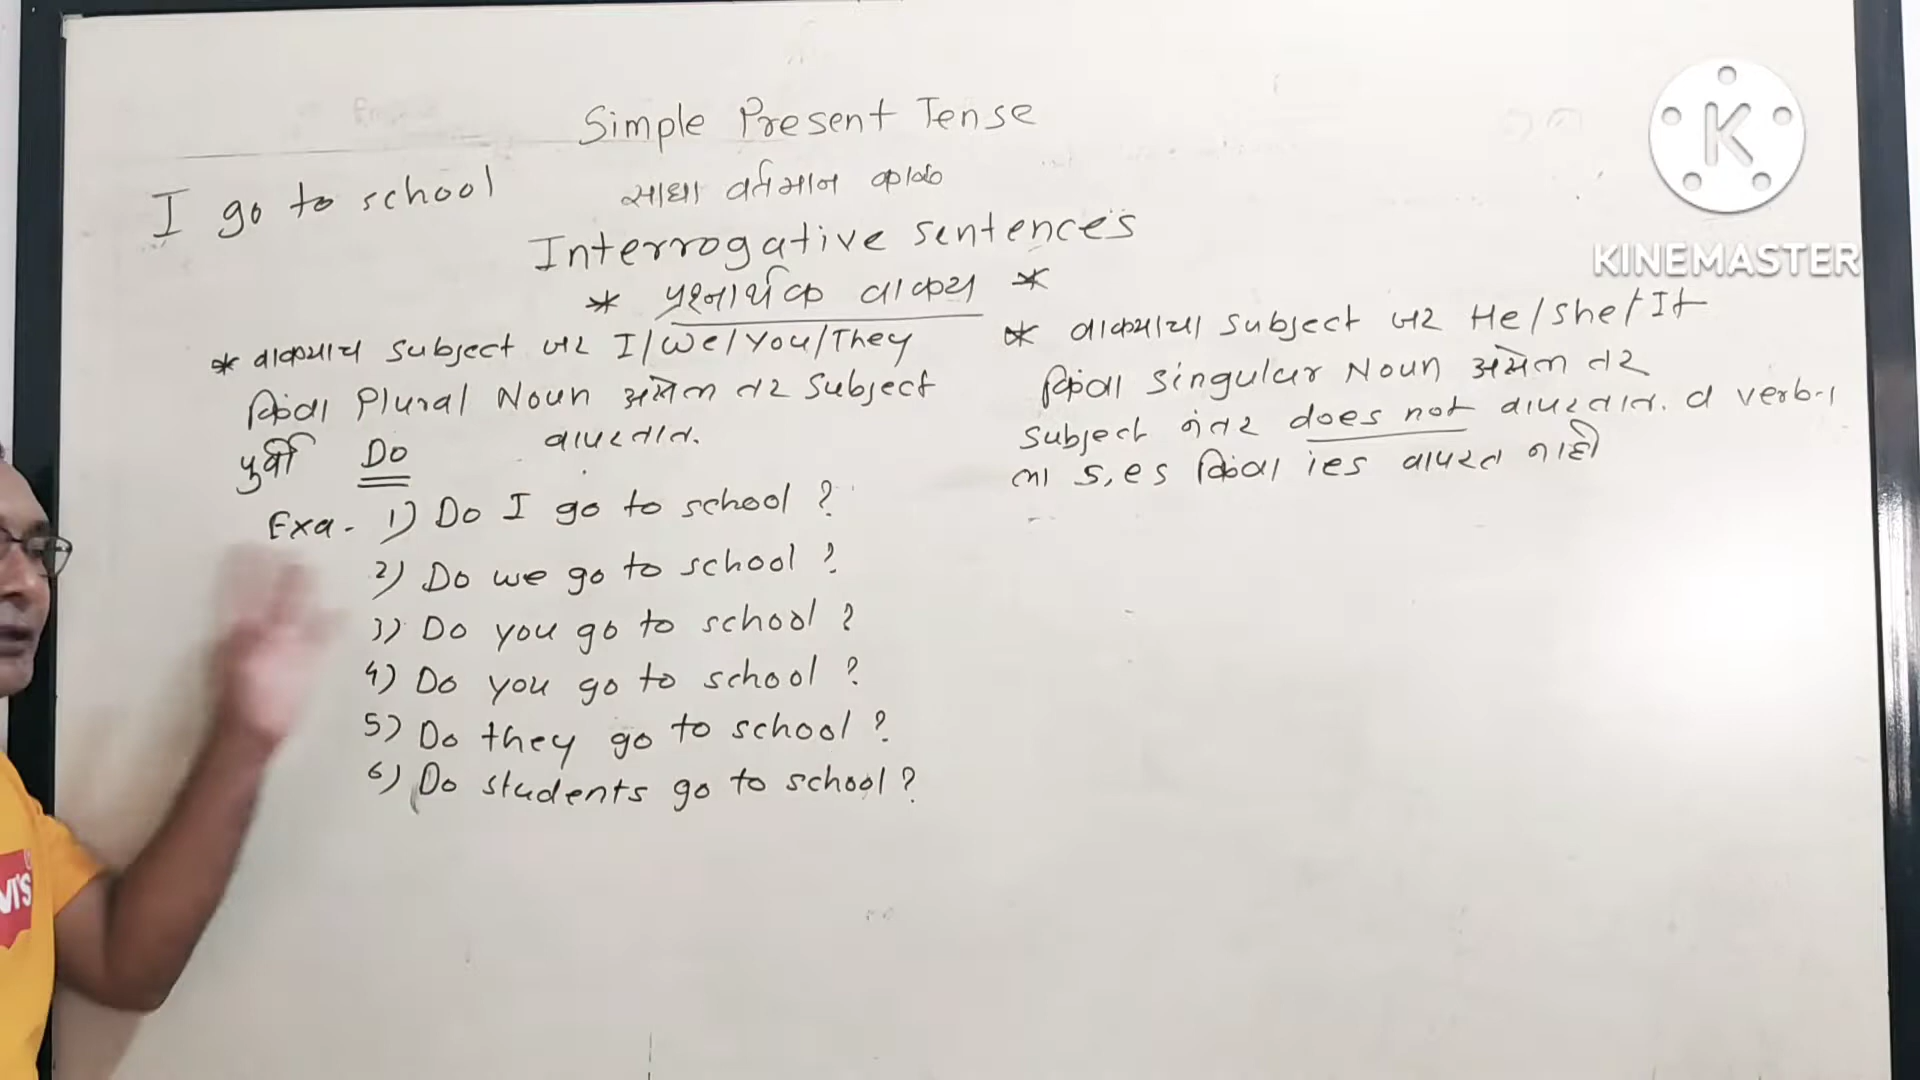 Simple Present Tense
I go to school
साधा वर्तमान काळ
Interrogative sentences
* प्रश्नार्थक वाक्य *
* वाक्याच subject जर I/We/You/They
किंवा Plural Noun असेल तर Subject
पुर्वी Do वापरतात.
Exa - 1) Do I go to school ?
2) Do we go to school ?
3) Do you go to school ?
4) Do you go to school ?
5) Do they go to school ?
6) Do students go to school ?
* वाक्याचा subject जर He/She/It
किंवा singular Noun असेल तर
subject नंतर does not वापरतात. व verb-1
ला s, es किंवा ies वापरत नाही
K
KINEMASTER
VI'S